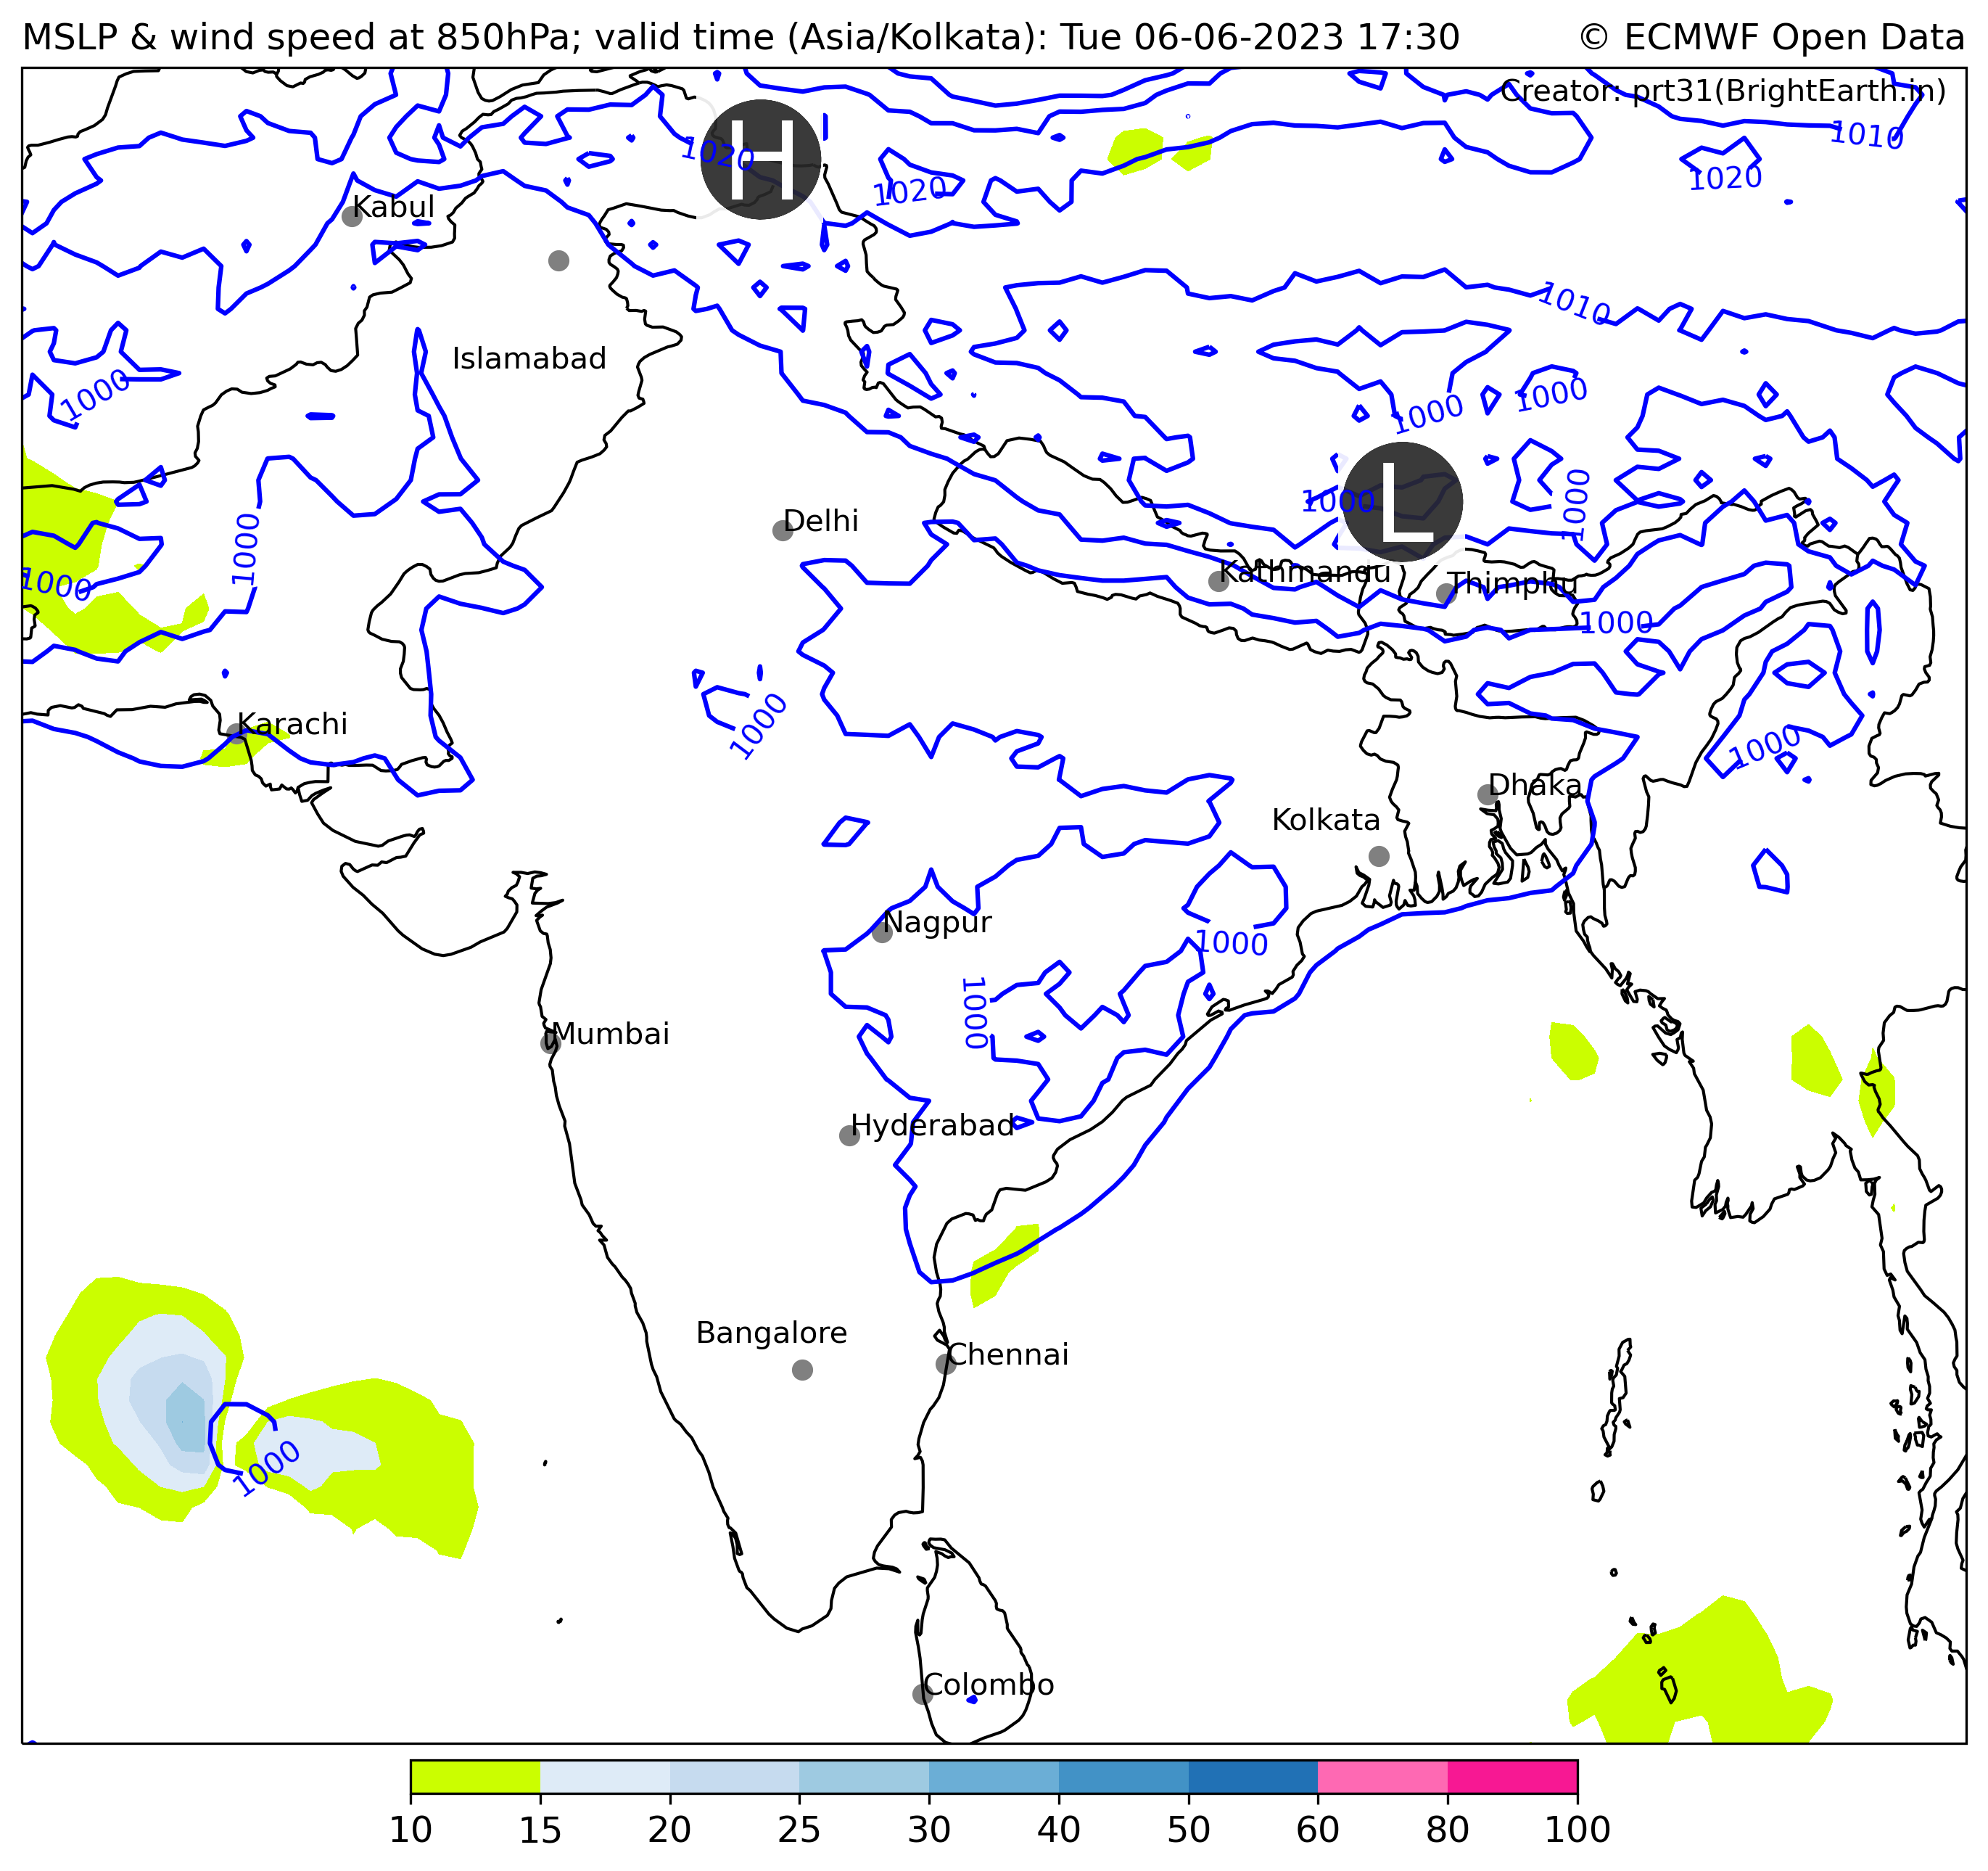 MSLP & wind speed at 850hPa; valid time (Asia/Kolkata): Tue 06-06-2023 17:30 © ECMWF Open Data
Creator: prt31(BrightEarth.in)
1010
H
1020
1020
1020
Kabul
1010
Islamabad
1000
1000
1000
L
1000
1000
Delhi
1000
1000
Kathmandu
Thimphu
1000
Karachi
1000
1000
Dhaka
Kolkata
Nagpur
1000
1000
Mumbai
Hyderabad
Bangalore
Chennai
1000
Colombo
10 15 20 25 30 40 50 60 80 100